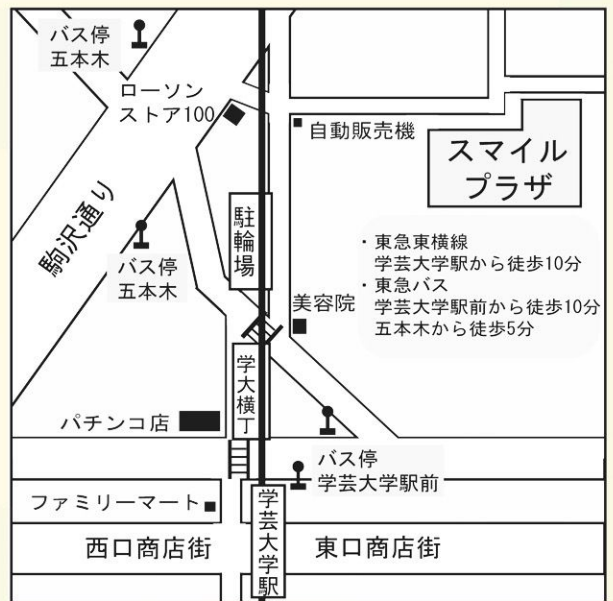 バス停
五本木
ローソン
ストア100
自動販売機
スマイル
プラザ
駒沢通り
駐輪場
バス停
五本木
・東急東横線
学芸大学駅から徒歩10分
・東急バス
学芸大学駅前から徒歩10分
五本木から徒歩5分
美容院
学大横丁
パチンコ店
バス停
学芸大学駅前
ファミリーマート
学芸大学駅
西口商店街
東口商店街